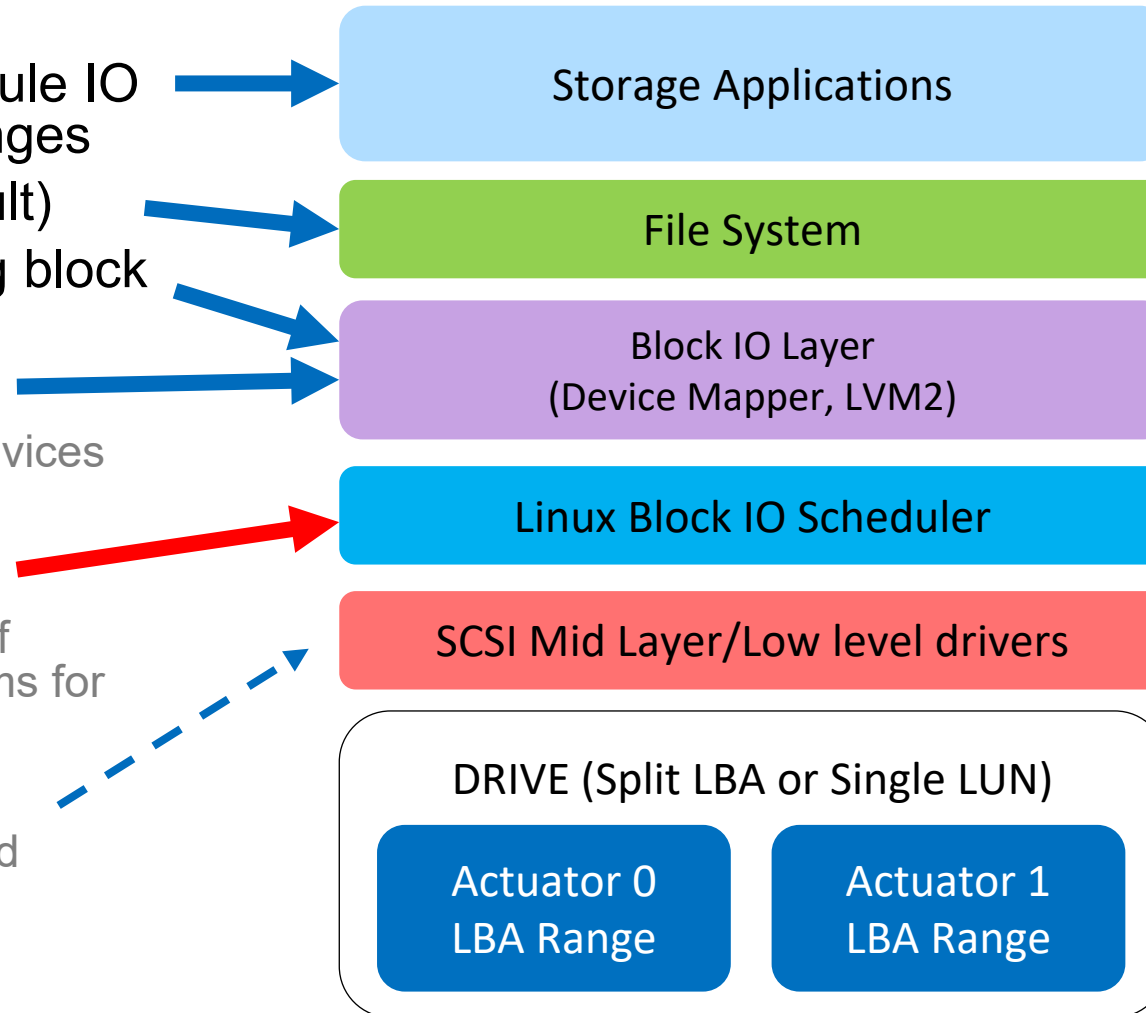 ule IO
nges
ult)
g block
vices
f
ns for
d
Storage Applications
File System
Block IO Layer
(Device Mapper, LVM2)
Linux Block IO Scheduler
SCSI Mid Layer/Low level drivers
DRIVE (Split LBA or Single LUN)
Actuator 0
LBA Range
Actuator 1
LBA Range